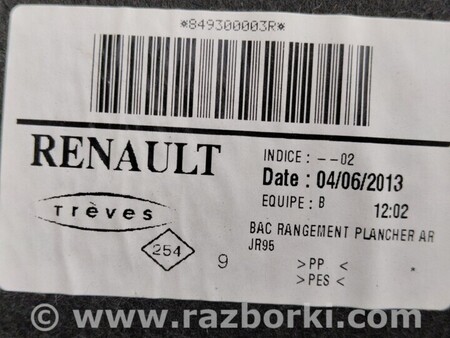 *849300003R*
RENAULT
INDICE : --02
Date : 04/06/2013
EQUIPE : B 12:02
Trèves
BAC RANGEMENT PLANCHER AR
JR95
254 9
>PP <
>PES <
www.razborki.com